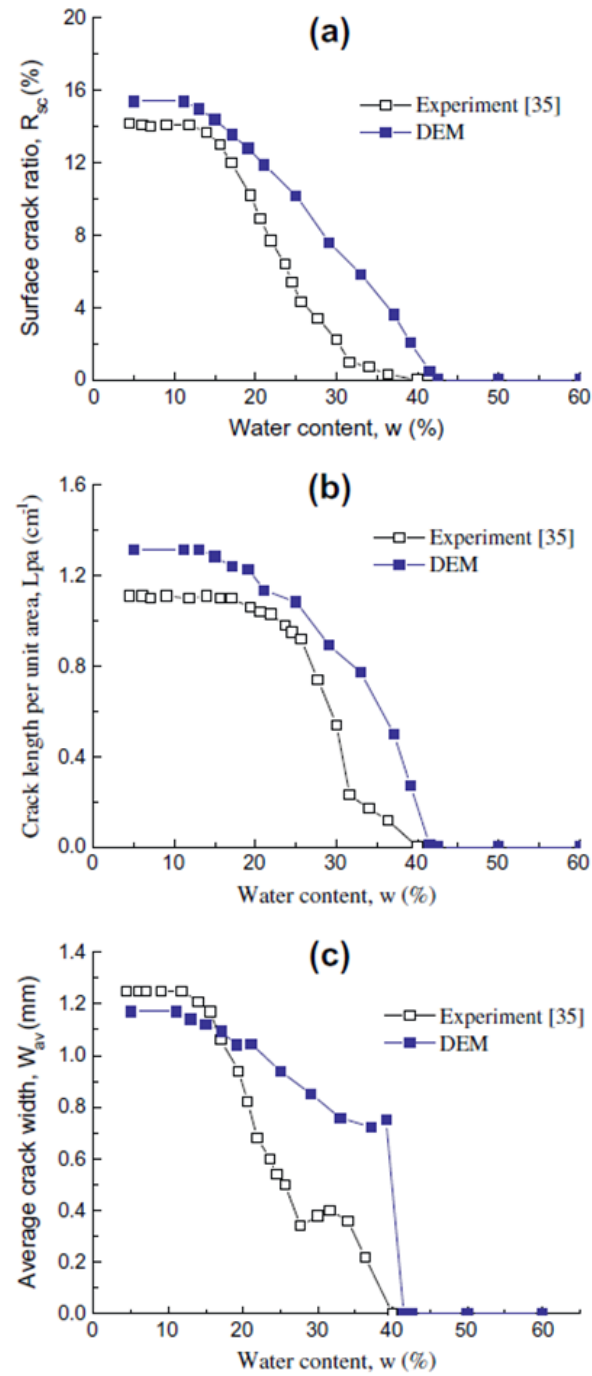 (a)
20
16
12
8
4
0
Surface crack ratio, R_sc (%)
Experiment [35]
DEM
0 10 20 30 40 50 60
Water content, w (%)
(b)
1.6
1.2
0.8
0.4
0.0
Crack length per unit area, Lpa (cm⁻¹)
Experiment [35]
DEM
0 10 20 30 40 50 60
Water content, w (%)
(c)
1.4
1.2
1.0
0.8
0.6
0.4
0.2
0.0
Average crack width, W_av (mm)
Experiment [35]
DEM
0 10 20 30 40 50 60
Water content, w (%)